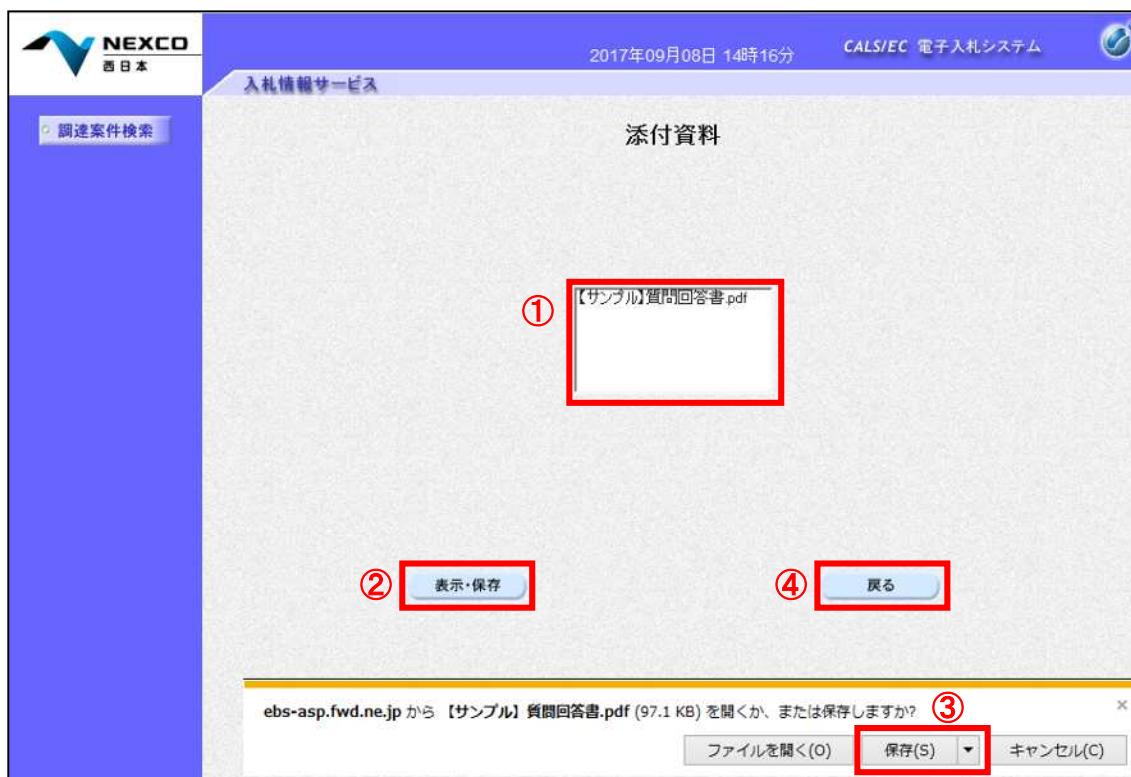 NEXCO
西日本
2017年09月08日 14時16分
CALS/EC 電子入札システム
入札情報サービス
調達案件検索
添付資料
①
【サンプル】質問回答書.pdf
② 表示・保存
④ 戻る
ebs-asp.fwd.ne.jp から 【サンプル】質問回答書.pdf (97.1 KB) を開くか、または保存しますか?
③
×
ファイルを開く(O) 保存(S) ▼ キャンセル(C)